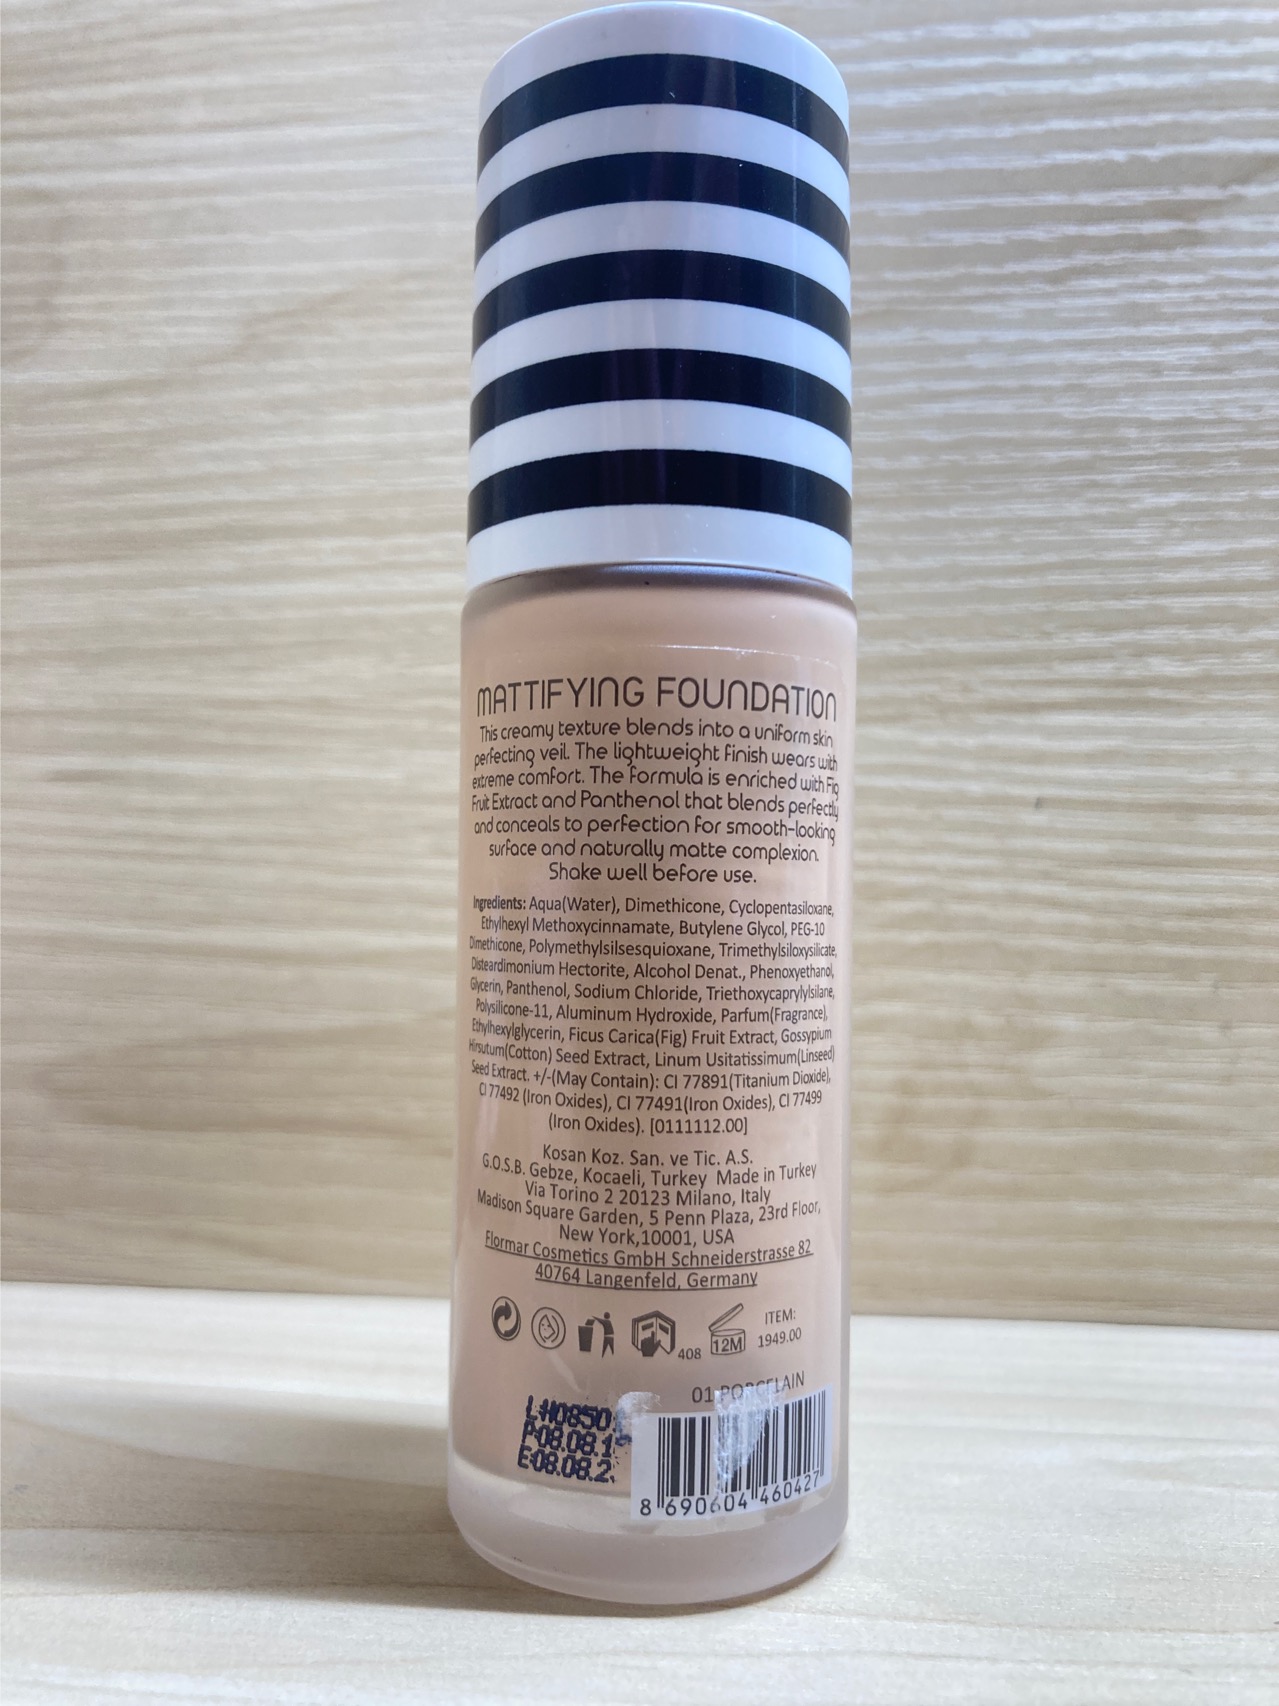 MATTIFYING FOUNDATION
This creamy texture blends into a uniform skin
perfecting veil. The lightweight finish wears with
extreme comfort. The formula is enriched with Fig
Fruit Extract and Panthenol that blends perfectly
and conceals to perfection for smooth-looking
surface and naturally matte complexion.
Shake well before use.
Ingredients: Aqua(Water), Dimethicone, Cyclopentasiloxane,
Ethylhexyl Methoxycinnamate, Butylene Glycol, PEG-10
Dimethicone, Polymethylsilsesquioxane, Trimethylsiloxysilicate,
Disteardimonium Hectorite, Alcohol Denat., Phenoxyethanol,
Glycerin, Panthenol, Sodium Chloride, Triethoxycaprylylsilane,
Polysilicone-11, Aluminum Hydroxide, Parfum(Fragrance),
Ethylhexylglycerin, Ficus Carica(Fig) Fruit Extract, Gossypium
Hirsutum(Cotton) Seed Extract, Linum Usitatissimum(Linseed)
Seed Extract. +/-(May Contain): CI 77891(Titanium Dioxide),
CI 77492 (Iron Oxides), CI 77491(Iron Oxides), CI 77499
(Iron Oxides). [0111112.00]
Kosan Koz. San. ve Tic. A.S.
G.O.S.B. Gebze, Kocaeli, Turkey Made in Turkey
Via Torino 2 20123 Milano, Italy
Madison Square Garden, 5 Penn Plaza, 23rd Floor,
New York,10001, USA
Flormar Cosmetics GmbH Schneiderstrasse 82
40764 Langenfeld, Germany
408
12M
ITEM:
1949.00
01 PORCELAIN
L-H0850
P-08.08.1
E-08.08.2
8 690604 460427